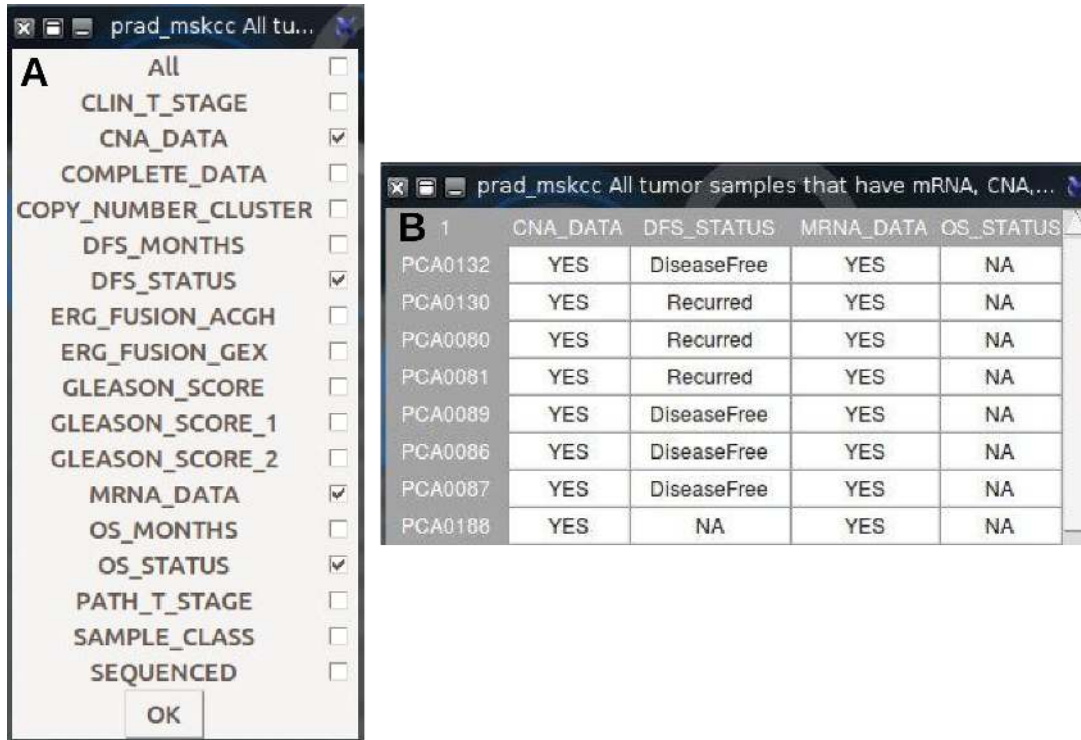 prad_mskcc All tu...
A
All
CLIN_T_STAGE
CNA_DATA
COMPLETE_DATA
COPY_NUMBER_CLUSTER
DFS_MONTHS
DFS_STATUS
ERG_FUSION_ACGH
ERG_FUSION_GEX
GLEASON_SCORE
GLEASON_SCORE_1
GLEASON_SCORE_2
MRNA_DATA
OS_MONTHS
OS_STATUS
PATH_T_STAGE
SAMPLE_CLASS
SEQUENCED
OK
prad_mskcc All tumor samples that have mRNA, CNA,...
B 1 CNA_DATA DFS_STATUS MRNA_DATA OS_STATUS
PCA0132 YES DiseaseFree YES NA
PCA0130 YES Recurred YES NA
PCA0080 YES Recurred YES NA
PCA0081 YES Recurred YES NA
PCA0089 YES DiseaseFree YES NA
PCA0086 YES DiseaseFree YES NA
PCA0087 YES DiseaseFree YES NA
PCA0188 YES NA YES NA